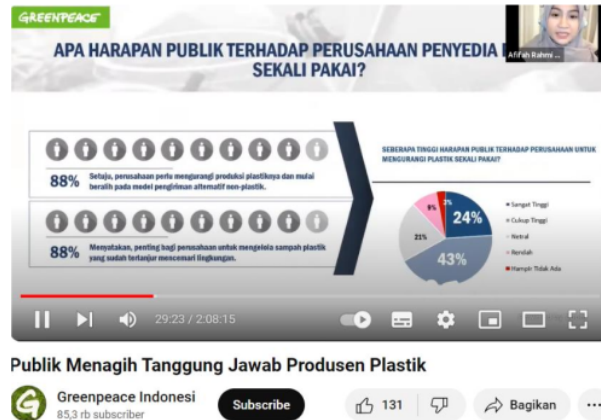 GREENPEACE
APA HARAPAN PUBLIK TERHADAP PERUSAHAAN PENYEDIA
SEKALI PAKAI?
Afifah Rahmi ...
88% Setuju, perusahaan perlu mengurangi produksi plastiknya dan mulai
beralih pada model pengiriman alternatif non-plastik.
88% Menyatakan, penting bagi perusahaan untuk mengelola sampah plastik
yang sudah terlanjur mencemari lingkungan.
SEBERAPA TINGGI HARAPAN PUBLIK TERHADAP PERUSAHAAN UNTUK
MENGURANGI PLASTIK SEKALI PAKAI?
3%
9%
24%
21%
43%
Sangat Tinggi
Cukup Tinggi
Netral
Rendah
Hampir Tidak Ada
29:23 / 2:08:15
Publik Menagih Tanggung Jawab Produsen Plastik
Greenpeace Indonesi
85,3 rb subscriber
Subscribe
131
Bagikan
...